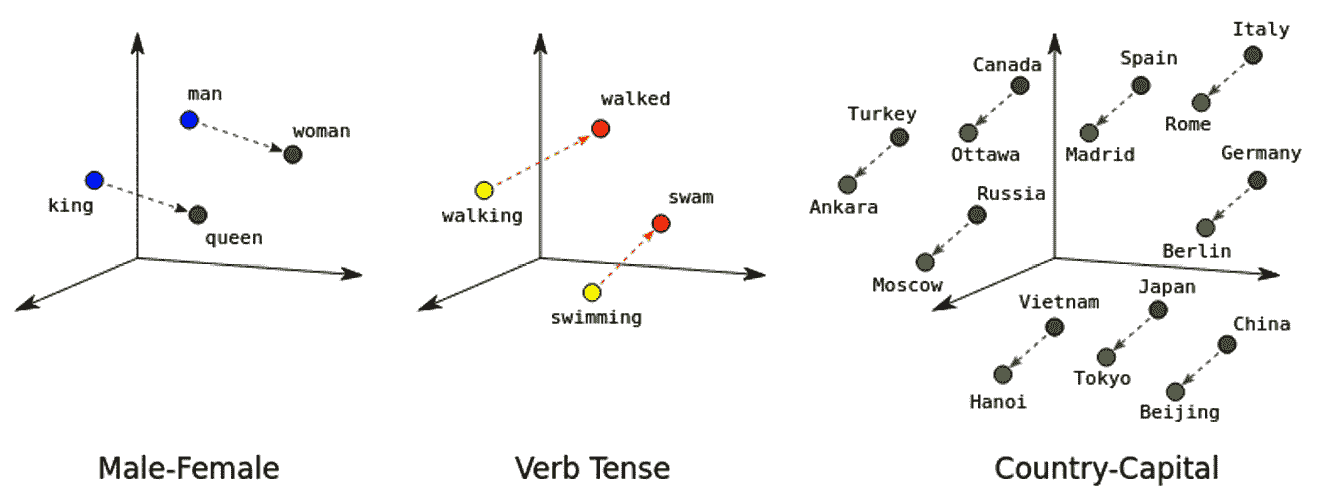 man
woman
king
queen
Male-Female
walked
walking
swam
swimming
Verb Tense
Italy
Spain
Canada
Rome
Turkey
Ottawa
Madrid
Germany
Russia
Ankara
Berlin
Moscow
Japan
Vietnam
China
Tokyo
Hanoi
Beijing
Country-Capital